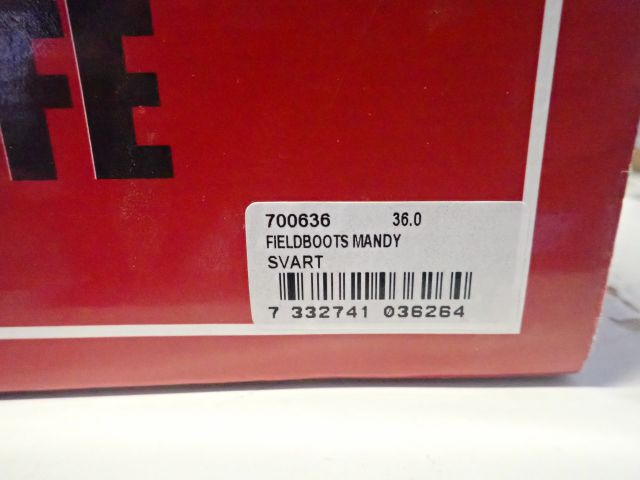 FE
700636 36.0
FIELDBOOTS MANDY
SVART
7 332741 036264